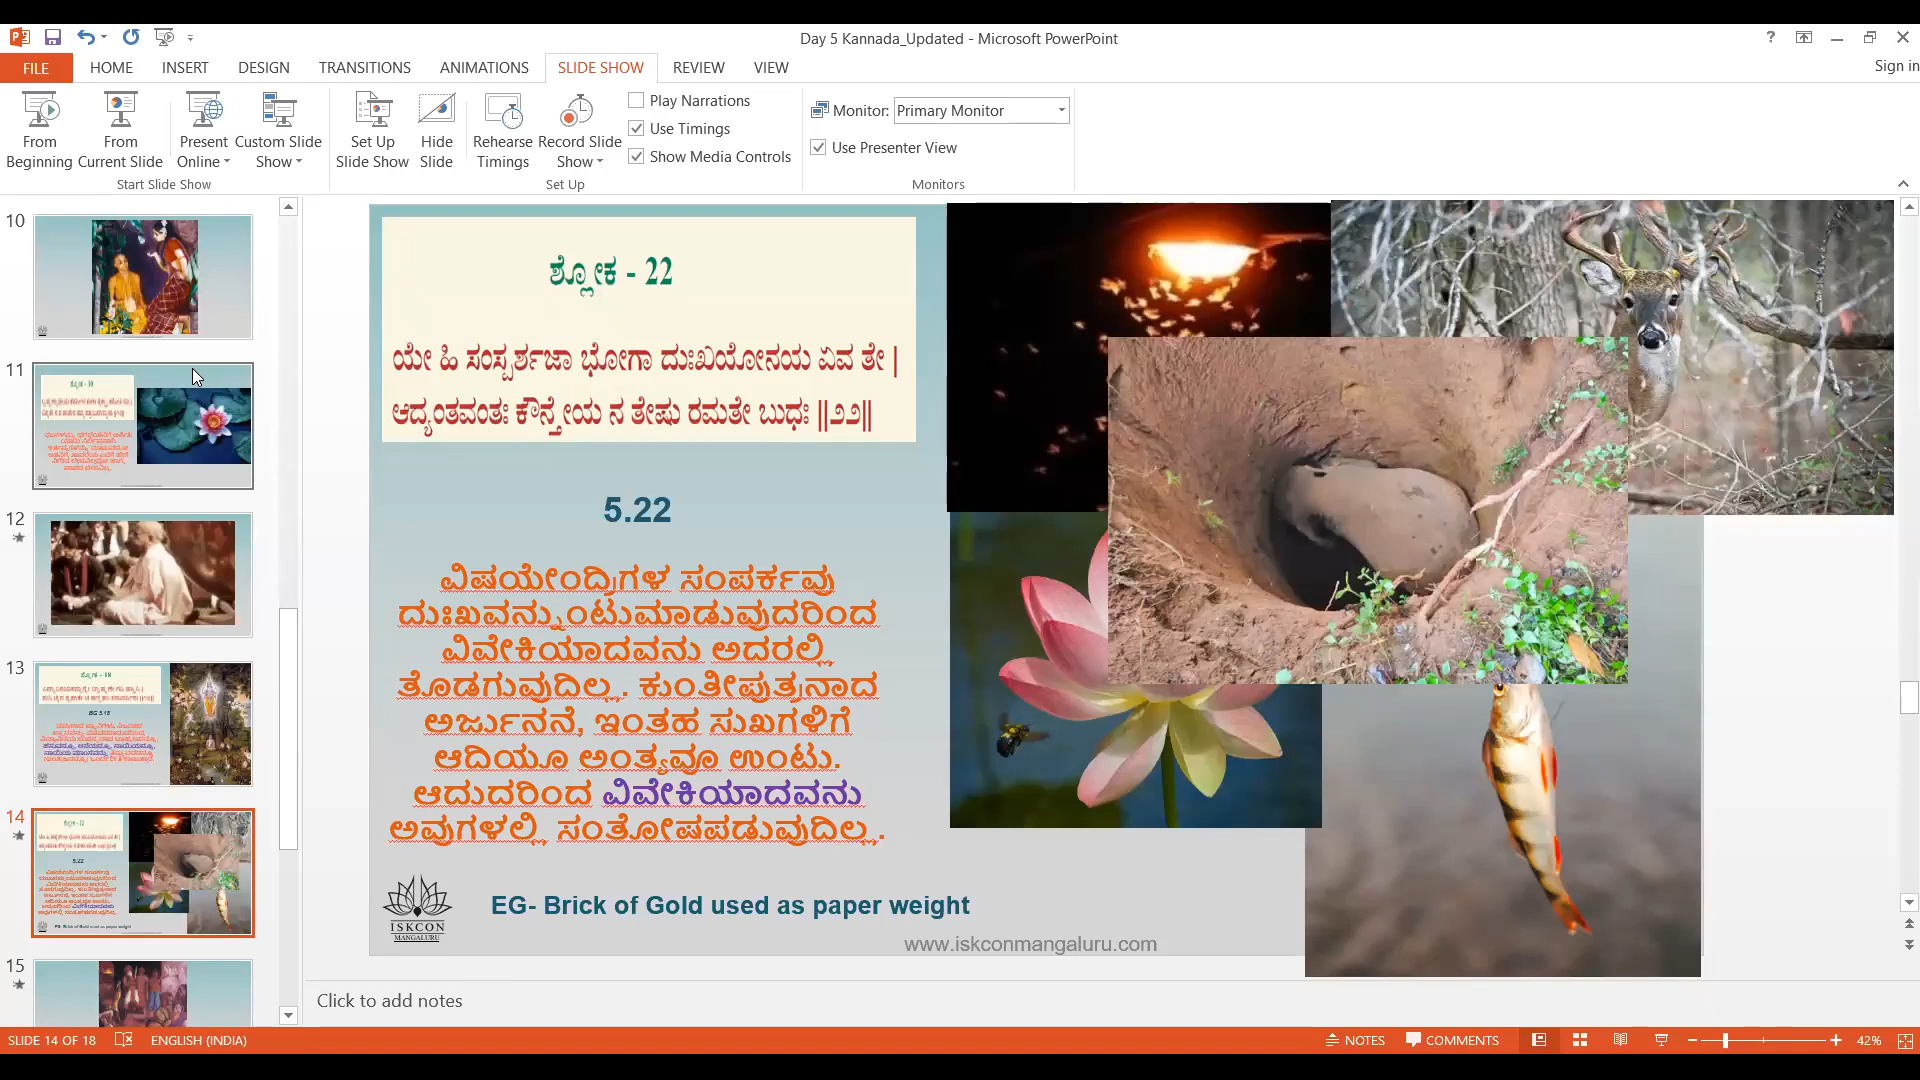 Day 5 Kannada_Updated - Microsoft PowerPoint
Sign in
FILE HOME INSERT DESIGN TRANSITIONS ANIMATIONS SLIDE SHOW REVIEW VIEW
From Beginning
From Current Slide
Present Online
Custom Slide Show
Set Up Slide Show
Hide Slide
Rehearse Timings
Record Slide Show
Play Narrations
Use Timings
Show Media Controls
Monitor: Primary Monitor
Use Presenter View
Start Slide Show
Set Up
Monitors
10
11
12
13
14
15
ಶ್ಲೋಕ - 22
ಯೇ ಹಿ ಸಂಸ್ಪರ್ಶಜಾ ಭೋಗಾ ದುಃಖಯೋನಯ ಏವ ತೇ |
ಆದ್ಯಂತವಂತಃ ಕೌನ್ತೇಯ ನ ತೇಷು ರಮತೇ ಬುಧಃ ||೨೨||
5.22
ವಿಷಯೇಂದ್ರಿಗಳ ಸಂಪರ್ಕವು
ದುಃಖವನ್ನುಂಟುಮಾಡುವುದರಿಂದ
ವಿವೇಕಿಯಾದವನು ಅದರಲ್ಲಿ
ತೊಡಗುವುದಿಲ್ಲ. ಕುಂತೀಪುತ್ರನಾದ
ಅರ್ಜುನನೆ, ಇಂತಹ ಸುಖಗಳಿಗೆ
ಆದಿಯೂ ಅಂತ್ಯವೂ ಉಂಟು.
ಆದುದರಿಂದ ವಿವೇಕಿಯಾದವನು
ಅವುಗಳಲ್ಲಿ ಸಂತೋಷಪಡುವುದಿಲ್ಲ.
ISKCON
MANGALURU
EG- Brick of Gold used as paper weight
www.iskconmangaluru.com
Click to add notes
SLIDE 14 OF 18 ENGLISH (INDIA) NOTES COMMENTS 42%